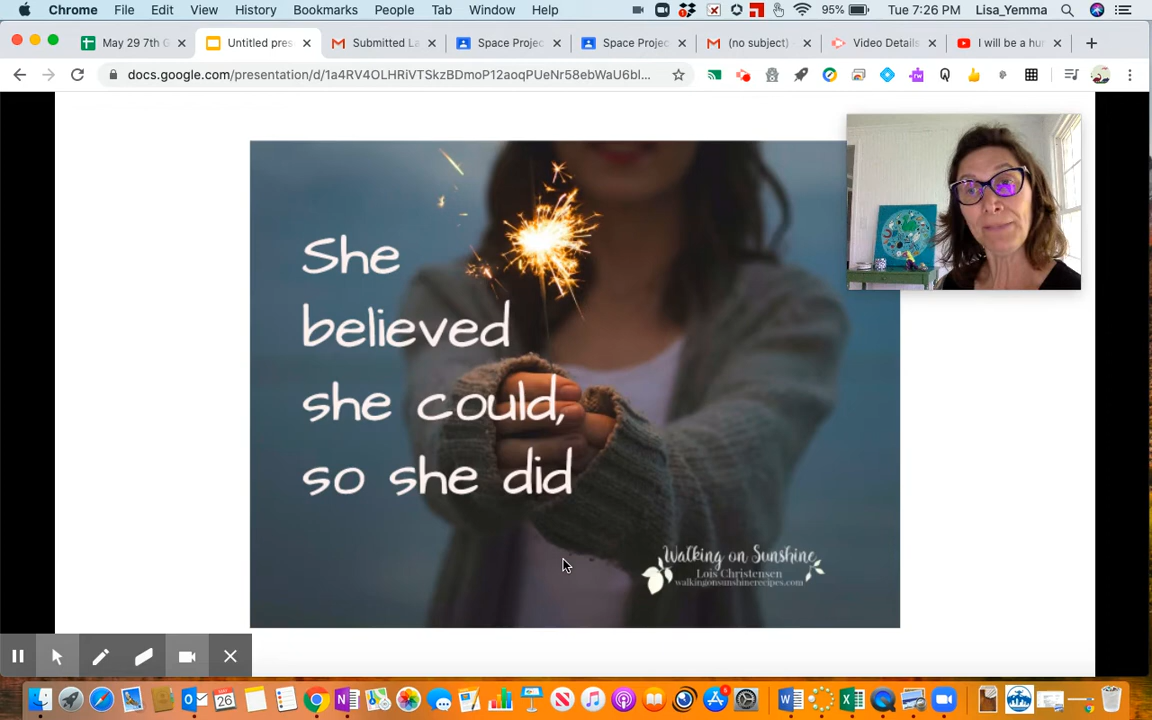 Chrome File Edit View History Bookmarks People Tab Window Help 95% Tue 7:26 PM Lisa_Yemma
May 29 7th G Untitled pres Submitted La Space Projec Space Projec (no subject) Video Details I will be a hur
docs.google.com/presentation/d/1a4RV4OLHRiVTSkzBDmoP12aoqPUeNr58ebWaU6bl...
She
believed
she could,
so she did
Walking on Sunshine
Lois Christensen
walkingonsunshinerecipes.com
26